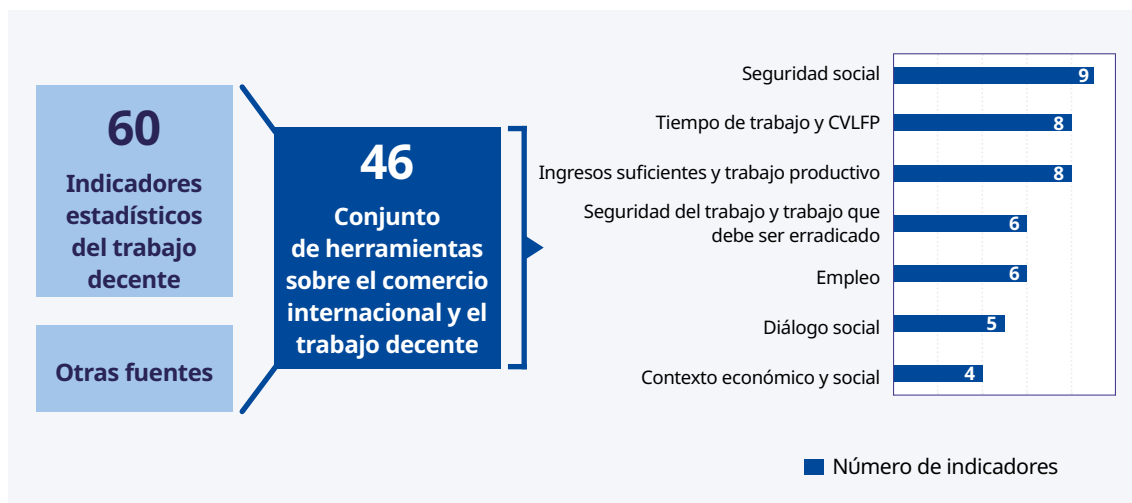 60
Indicadores
estadísticos
del trabajo
decente
Otras fuentes
46
Conjunto
de herramientas
sobre el comercio
internacional y el
trabajo decente
Seguridad social 9
Tiempo de trabajo y CVLFP 8
Ingresos suficientes y trabajo productivo 8
Seguridad del trabajo y trabajo que
debe ser erradicado 6
Empleo 6
Diálogo social 5
Contexto económico y social 4
Número de indicadores